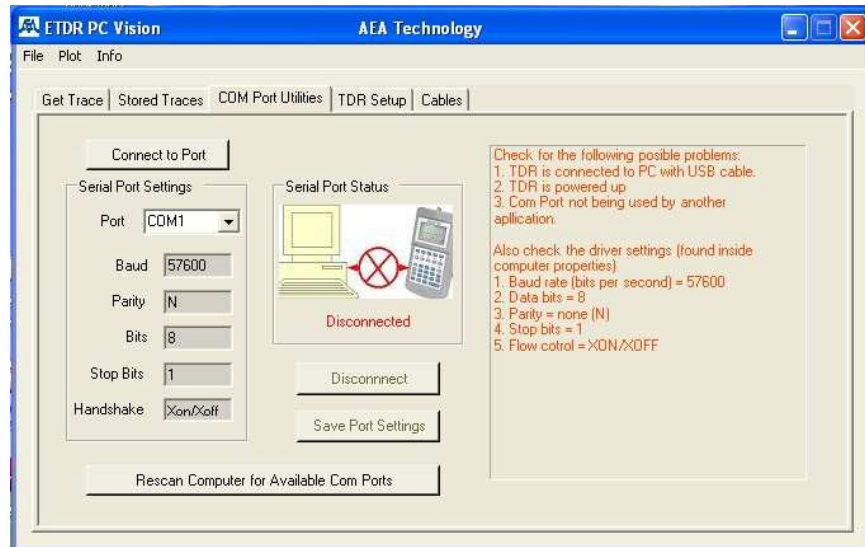 ETDR PC Vision AEA Technology
File Plot Info
Get Trace Stored Traces COM Port Utilities TDR Setup Cables
Connect to Port
Serial Port Settings
Port COM1
Baud 57600
Parity N
Bits 8
Stop Bits 1
Handshake Xon/Xoff
Serial Port Status
Disconnected
Disconnnect
Save Port Settings
Rescan Computer for Available Com Ports
Check for the following posible problems:
1. TDR is connected to PC with USB cable.
2. TDR is powered up
3. Com Port not being used by another
apllication.
Also check the driver settings (found inside
computer properties)
1. Baud rate (bits per second) = 57600
2. Data bits = 8
3. Parity = none (N)
4. Stop bits = 1
5. Flow cotrol = XON/XOFF